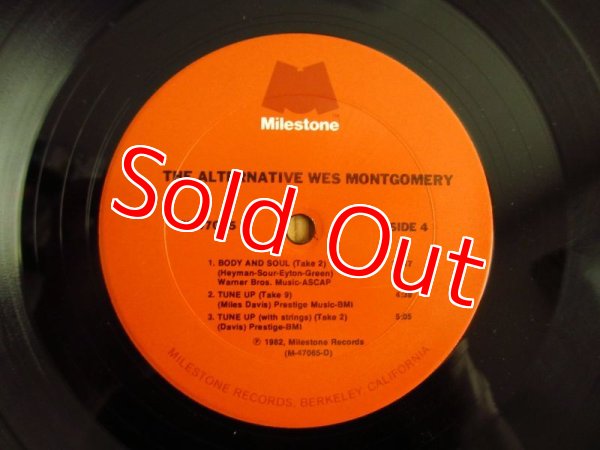 Milestone
THE ALTERNATIVE WES MONTGOMERY
SIDE 4
Sold Out
1. BODY AND SOUL (Take 2)
(Heyman-Sour-Eyton-Green)
Warner Bros. Music-ASCAP
2. TUNE UP (Take 9) 4:38
(Miles Davis) Prestige Music-BMI
3. TUNE UP (with strings) (Take 2) 5:05
(Davis) Prestige-BMI
℗ 1982, Milestone Records
(M-47065-D)
MILESTONE RECORDS, BERKELEY, CALIFORNIA